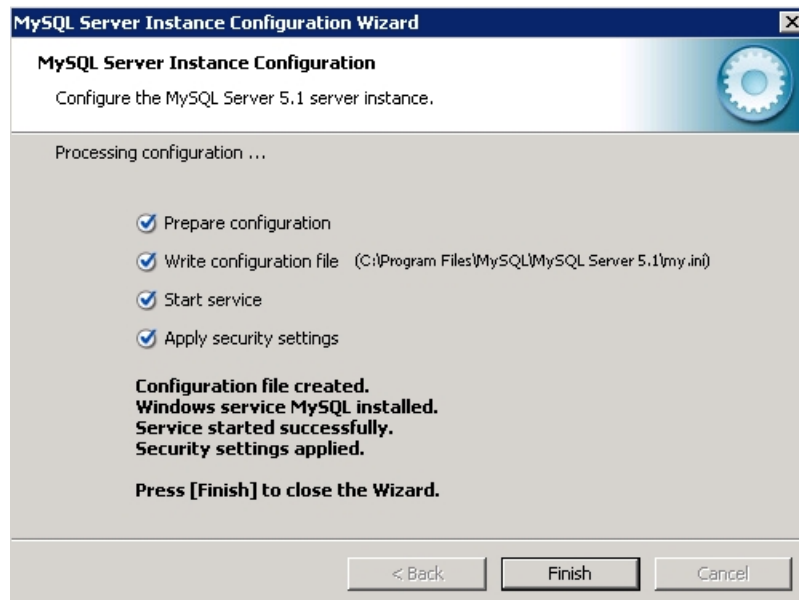 MySQL Server Instance Configuration Wizard
MySQL Server Instance Configuration
Configure the MySQL Server 5.1 server instance.
Processing configuration ...
Prepare configuration
Write configuration file (C:\Program Files\MySQL\MySQL Server 5.1\my.ini)
Start service
Apply security settings
Configuration file created.
Windows service MySQL installed.
Service started successfully.
Security settings applied.
Press [Finish] to close the Wizard.
< Back Finish Cancel